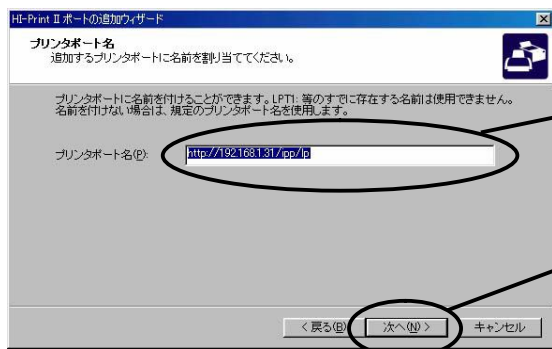 HI-Print II ポートの追加ウィザード
プリンタポート名
追加するプリンタポートに名前を割り当ててください。
プリンタポートに名前を付けることができます。LPT1: 等のすでに存在する名前は使用できません。
名前を付けない場合は、規定のプリンタポート名を使用します。
プリンタポート名(P): http://192.168.1.31/ipp/lp
< 戻る(B) 次へ(N) > キャンセル